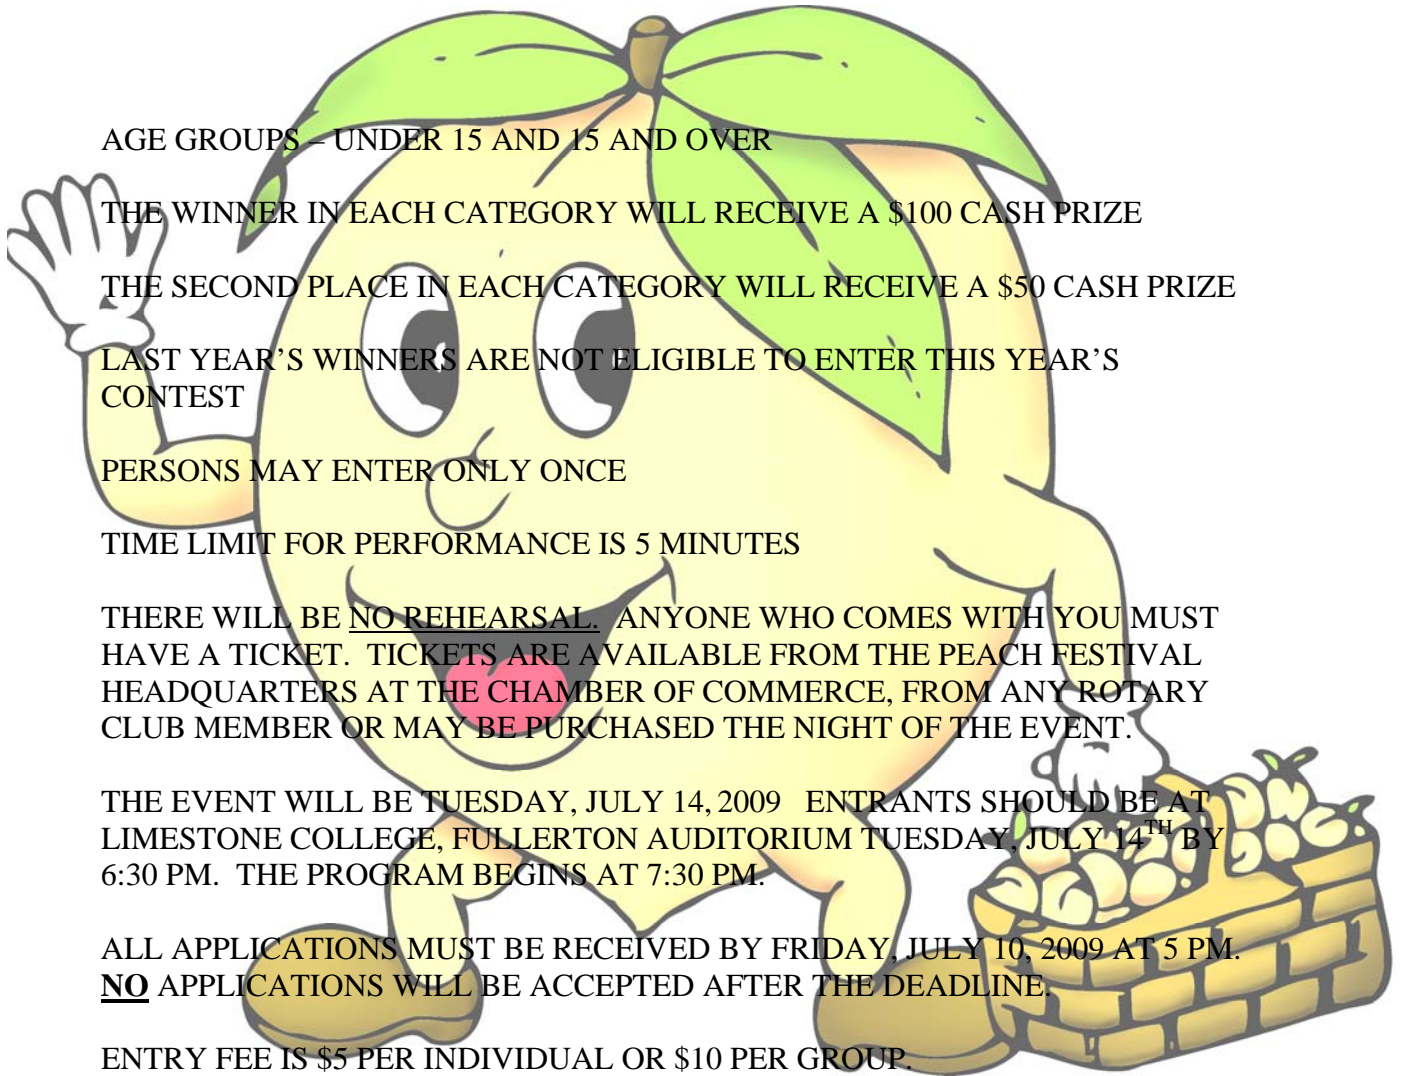 AGE GROUPS – UNDER 15 AND 15 AND OVER
THE WINNER IN EACH CATEGORY WILL RECEIVE A $100 CASH PRIZE
THE SECOND PLACE IN EACH CATEGORY WILL RECEIVE A $50 CASH PRIZE
LAST YEAR’S WINNERS ARE NOT ELIGIBLE TO ENTER THIS YEAR’S
CONTEST
PERSONS MAY ENTER ONLY ONCE
TIME LIMIT FOR PERFORMANCE IS 5 MINUTES
THERE WILL BE NO REHEARSAL. ANYONE WHO COMES WITH YOU MUST
HAVE A TICKET. TICKETS ARE AVAILABLE FROM THE PEACH FESTIVAL
HEADQUARTERS AT THE CHAMBER OF COMMERCE, FROM ANY ROTARY
CLUB MEMBER OR MAY BE PURCHASED THE NIGHT OF THE EVENT.
THE EVENT WILL BE TUESDAY, JULY 14, 2009 ENTRANTS SHOULD BE AT
LIMESTONE COLLEGE, FULLERTON AUDITORIUM TUESDAY, JULY 14TH BY
6:30 PM. THE PROGRAM BEGINS AT 7:30 PM.
ALL APPLICATIONS MUST BE RECEIVED BY FRIDAY, JULY 10, 2009 AT 5 PM.
NO APPLICATIONS WILL BE ACCEPTED AFTER THE DEADLINE.
ENTRY FEE IS $5 PER INDIVIDUAL OR $10 PER GROUP.